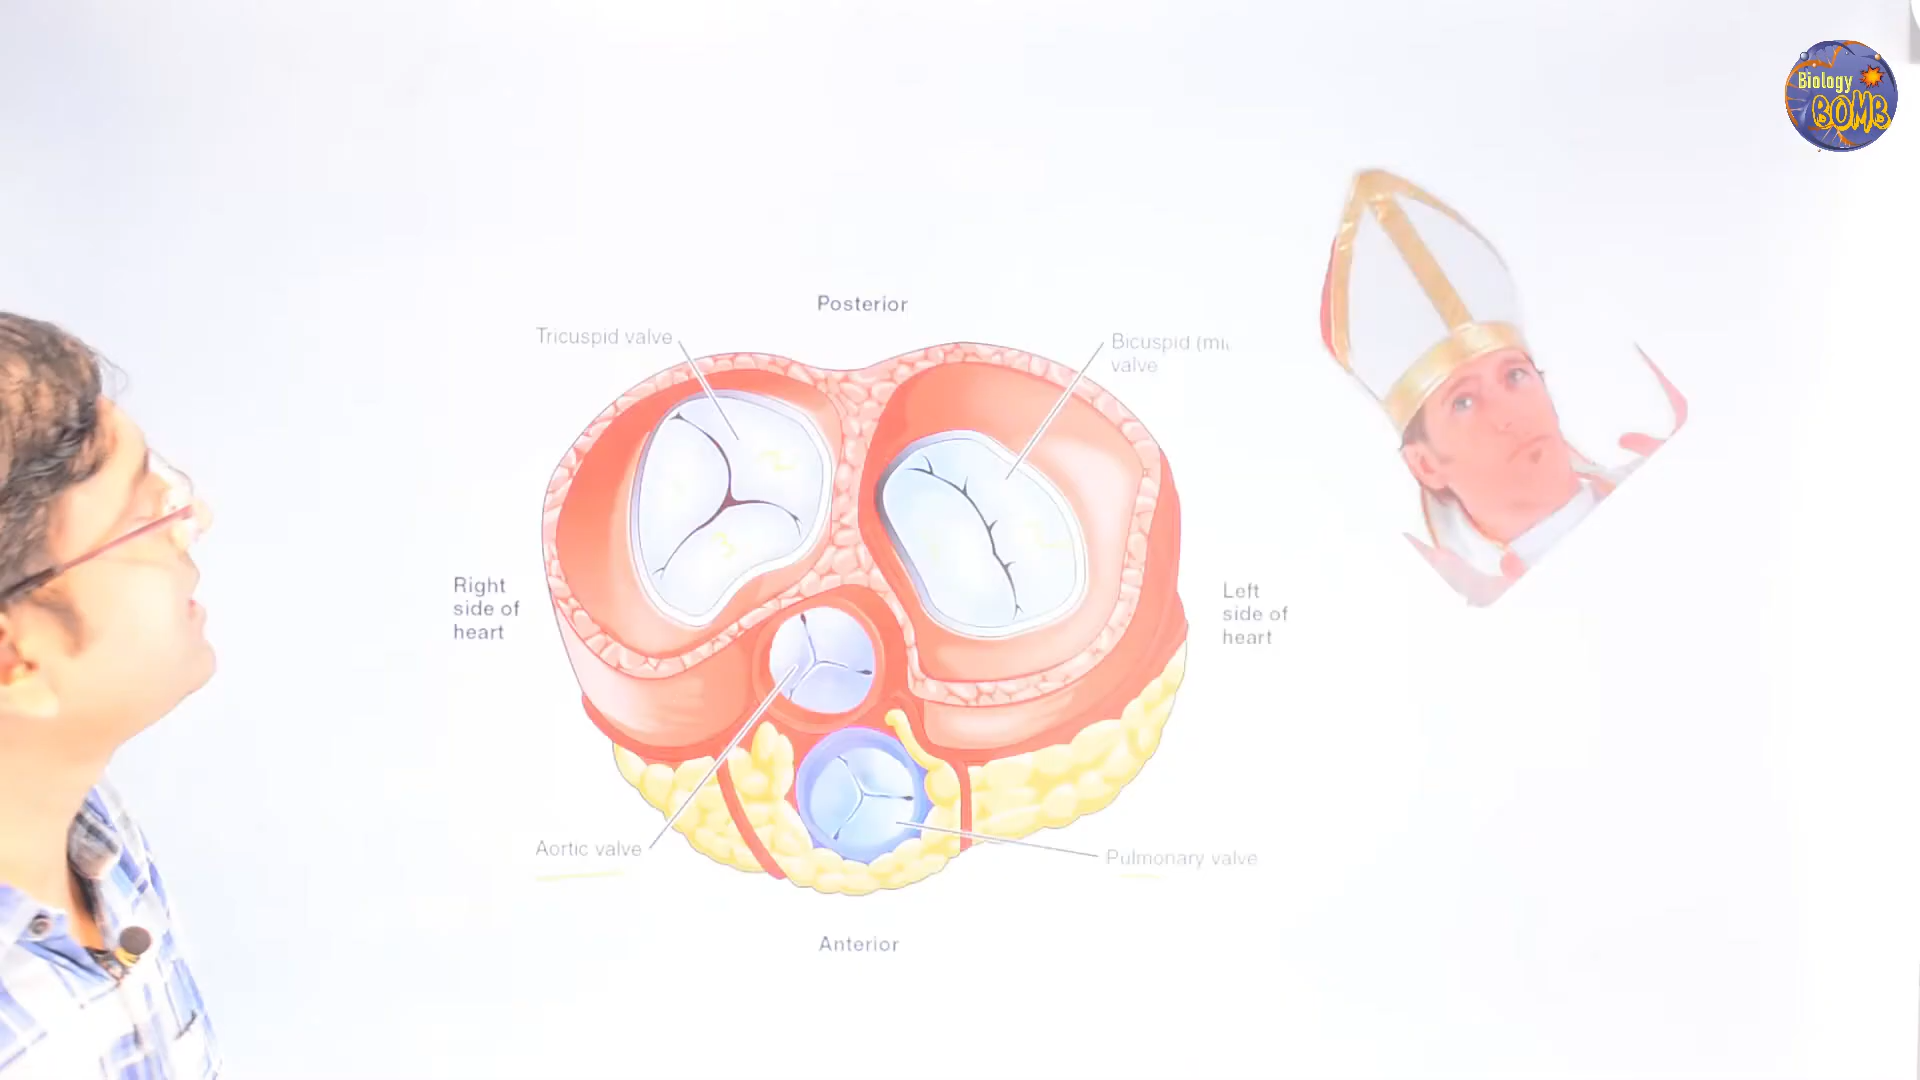 Biology
BOMB
Posterior
Tricuspid valve
Bicuspid (mi
valve
Right
side of
heart
Left
side of
heart
Aortic valve
Pulmonary valve
Anterior